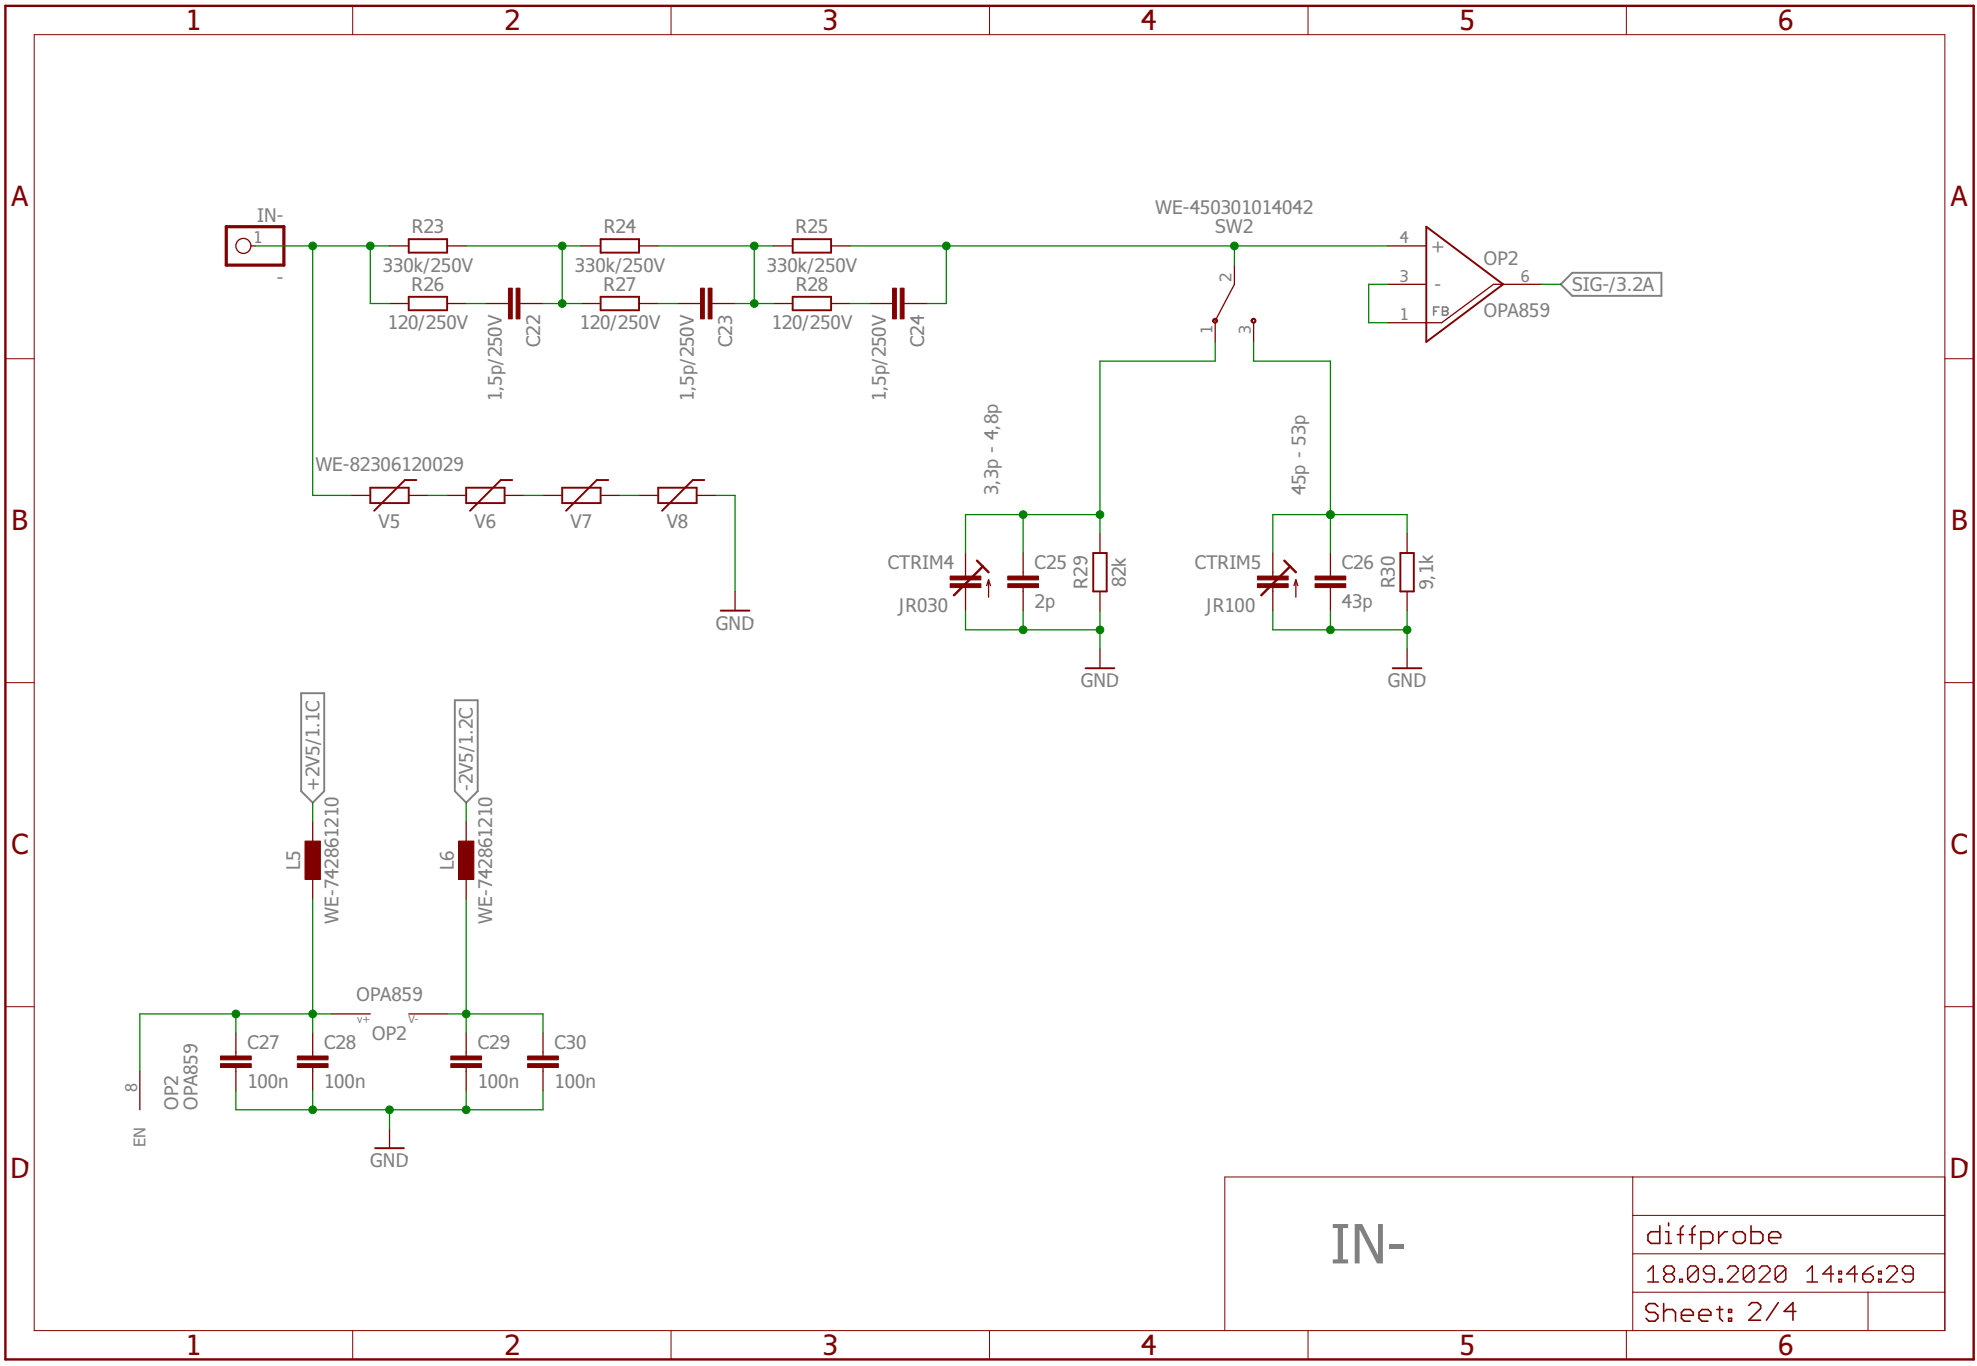 1 2 3 4 5 6
A A
IN-
1
-
R23
330k/250V
R26
120/250V
1,5p/250V
C22
R24
330k/250V
R27
120/250V
1,5p/250V
C23
R25
330k/250V
R28
120/250V
1,5p/250V
C24
WE-450301014042
SW2
2
1
3
4
+
3
-
1
FB
OP2
6
OPA859
SIG-/3.2A
B B
WE-82306120029
V5
V6
V7
V8
GND
3,3p - 4,8p
CTRIM4
JR030
C25
2p
R29
82k
GND
45p - 53p
CTRIM5
JR100
C26
43p
R30
9,1k
GND
C C
+2V5/1.1C
L5
WE-742861210
-2V5/1.2C
L6
WE-742861210
OPA859
V+
V-
OP2
C27
100n
C28
100n
C29
100n
C30
100n
8
OP2
OPA859
EN
GND
D D
IN-
diffprobe
18.09.2020 14:46:29
Sheet: 2/4
1 2 3 4 5 6